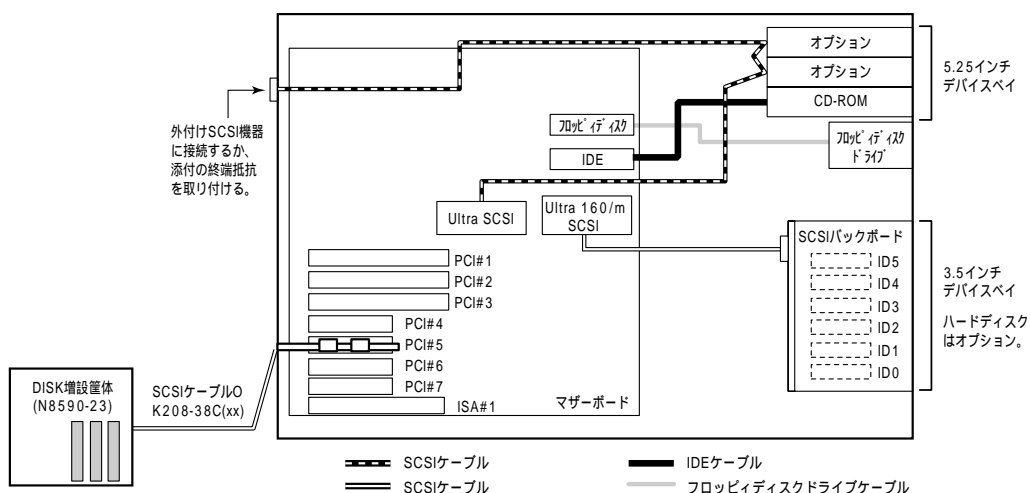 オプション
オプション
CD-ROM
5.25インチ
デバイスベイ
外付けSCSI機器
に接続するか、
添付の終端抵抗
を取り付ける。
ﾌﾛｯﾋﾟｨﾃﾞｨｽｸ
ﾌﾛｯﾋﾟｨﾃﾞｨｽｸ
ﾄﾞﾗｲﾌﾞ
IDE
Ultra SCSI
Ultra 160/m
SCSI
SCSIバックボード
ID5
ID4
ID3
ID2
ID1
ID0
3.5インチ
デバイスベイ
ハードディスク
はオプション。
PCI#1
PCI#2
PCI#3
PCI#4
PCI#5
PCI#6
PCI#7
ISA#1
マザーボード
DISK増設筐体
(N8590-23)
SCSIケーブルO
K208-38C(xx)
SCSIケーブル
IDEケーブル
SCSIケーブル
フロッピィディスクドライブケーブル